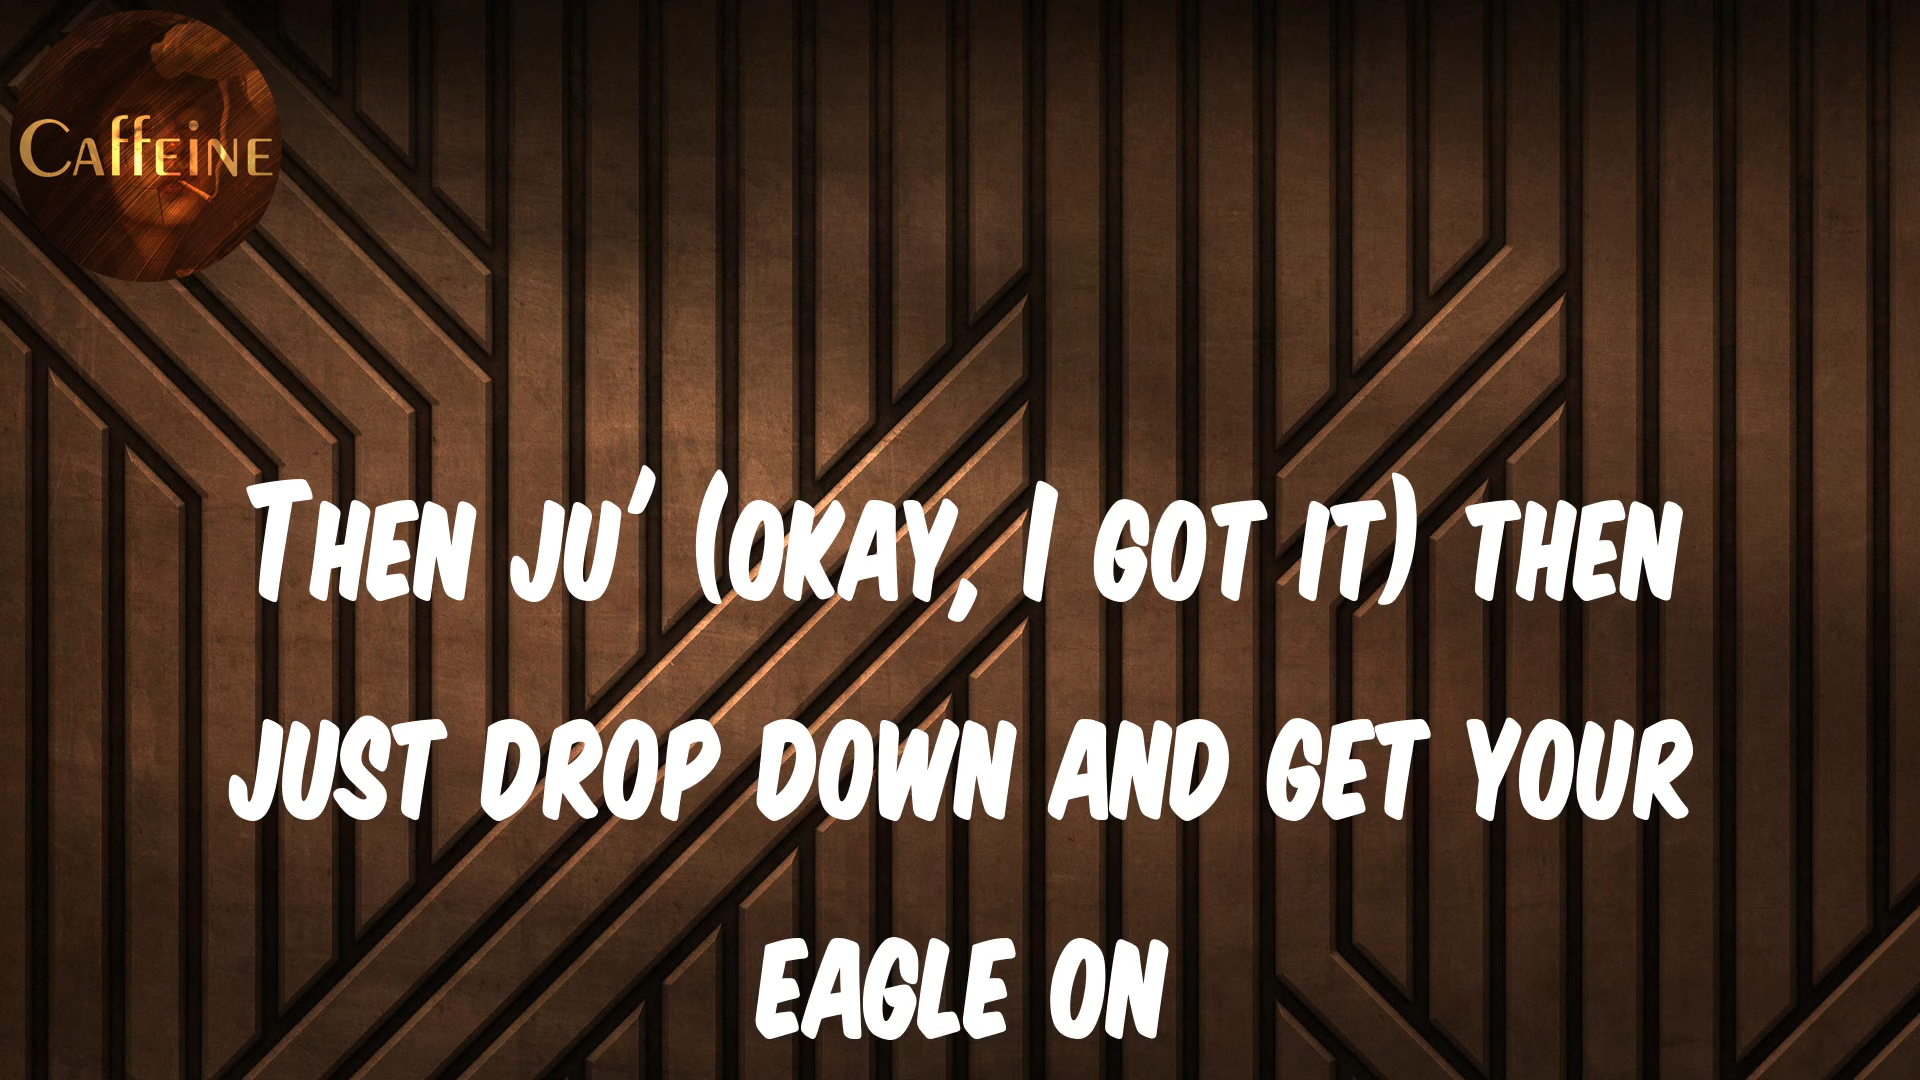 Caffeine
Then ju' (okay, I got it) then
just drop down and get your
eagle on